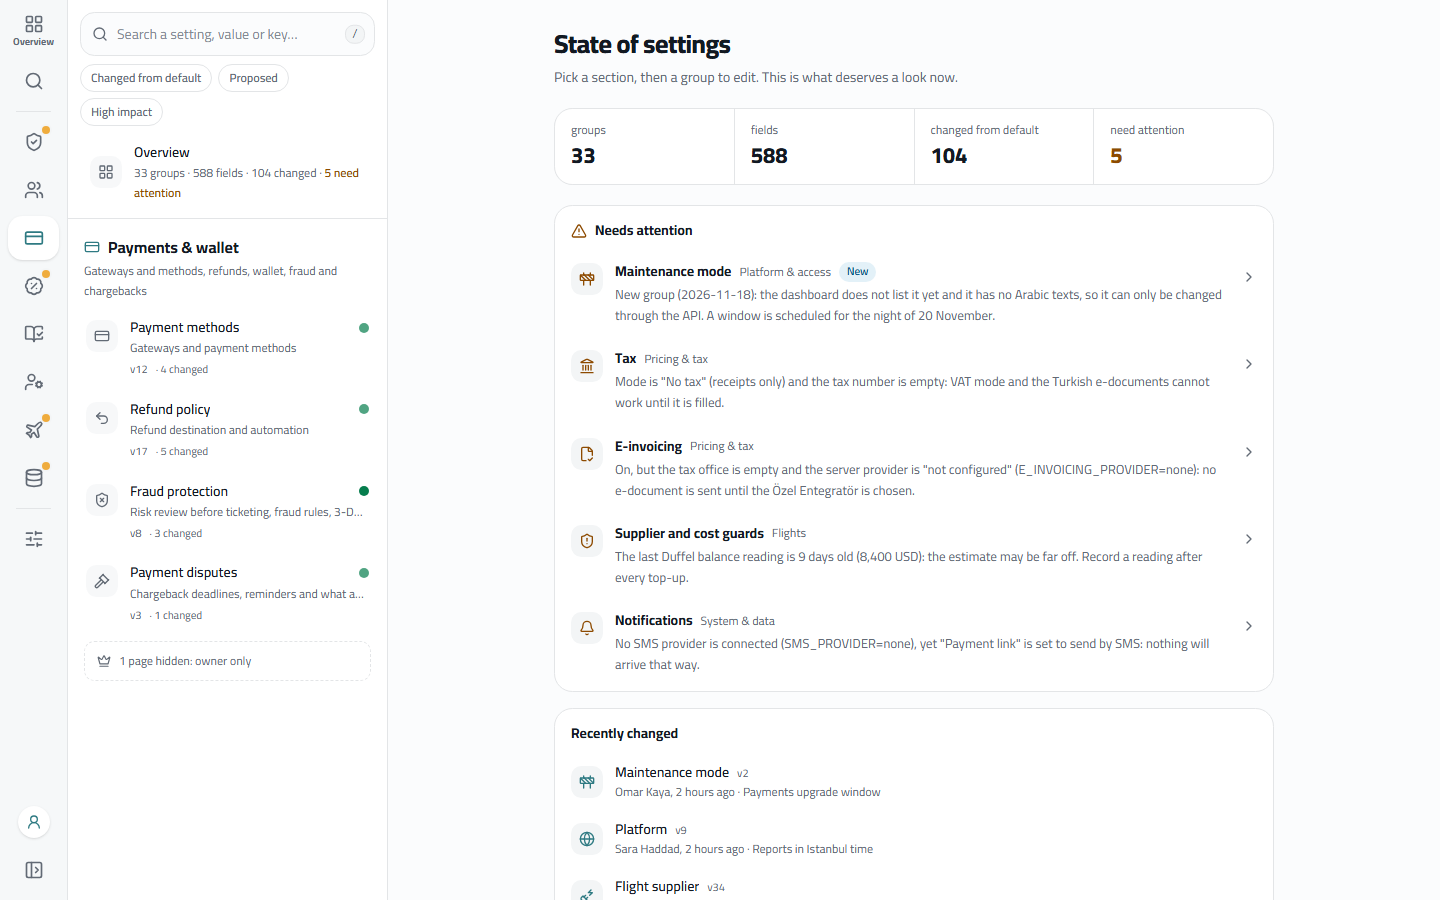 Overview
Search a setting, value or key...
/
Changed from default
Proposed
High impact
Overview
33 groups · 588 fields · 104 changed · 5 need
attention
Payments & wallet
Gateways and methods, refunds, wallet, fraud and
chargebacks
Payment methods
Gateways and payment methods
v12 · 4 changed
Refund policy
Refund destination and automation
v17 · 5 changed
Fraud protection
Risk review before ticketing, fraud rules, 3-D...
v8 · 3 changed
Payment disputes
Chargeback deadlines, reminders and what a...
v3 · 1 changed
1 page hidden: owner only
State of settings
Pick a section, then a group to edit. This is what deserves a look now.
groups
33
fields
588
changed from default
104
need attention
5
Needs attention
Maintenance mode Platform & access New
New group (2026-11-18): the dashboard does not list it yet and it has no Arabic texts, so it can only be changed
through the API. A window is scheduled for the night of 20 November.
Tax Pricing & tax
Mode is "No tax" (receipts only) and the tax number is empty: VAT mode and the Turkish e-documents cannot
work until it is filled.
E-invoicing Pricing & tax
On, but the tax office is empty and the server provider is "not configured" (E_INVOICING_PROVIDER=none): no
e-document is sent until the Özel Entegratör is chosen.
Supplier and cost guards Flights
The last Duffel balance reading is 9 days old (8,400 USD): the estimate may be far off. Record a reading after
every top-up.
Notifications System & data
No SMS provider is connected (SMS_PROVIDER=none), yet "Payment link" is set to send by SMS: nothing will
arrive that way.
Recently changed
Maintenance mode v2
Omar Kaya, 2 hours ago · Payments upgrade window
Platform v9
Sara Haddad, 2 hours ago · Reports in Istanbul time
Flight supplier v34